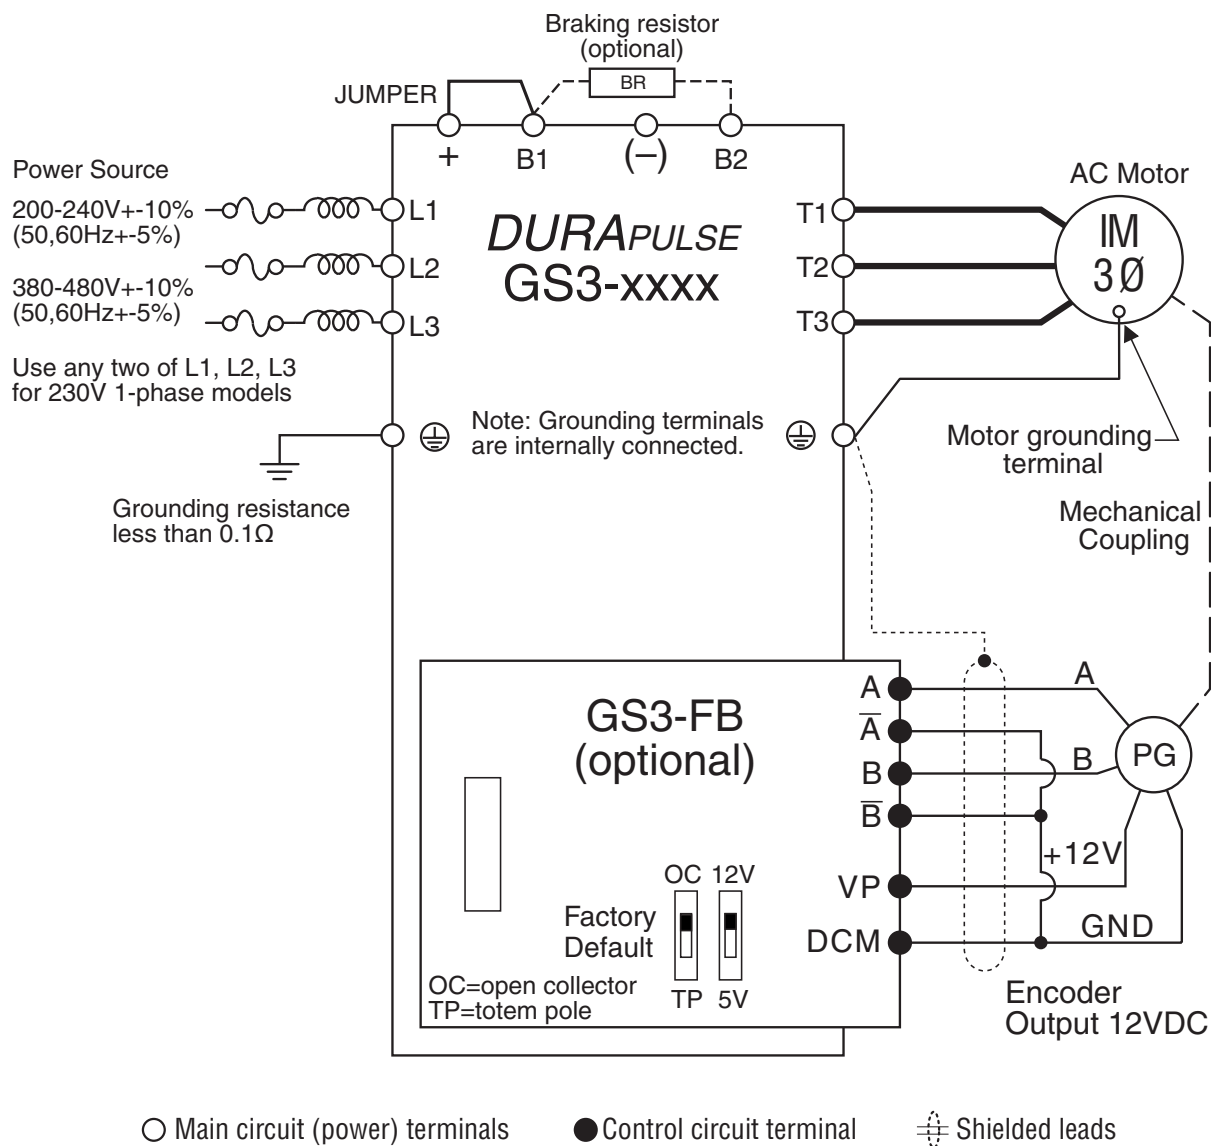 Braking resistor
(optional)
BR
JUMPER
+
B1
(–)
B2
Power Source
200-240V+-10%
(50,60Hz+-5%)
380-480V+-10%
(50,60Hz+-5%)
Use any two of L1, L2, L3
for 230V 1-phase models
L1
L2
L3
DURAPULSE
GS3-xxxx
T1
T2
T3
AC Motor
IM
3Ø
Note: Grounding terminals
are internally connected.
Motor grounding
terminal
Grounding resistance
less than 0.1Ω
Mechanical
Coupling
GS3-FB
(optional)
A
A̅
B
B̅
VP
DCM
A
B
PG
+12V
GND
OC 12V
Factory
Default
OC=open collector
TP=totem pole
TP 5V
Encoder
Output 12VDC
Main circuit (power) terminals
Control circuit terminal
Shielded leads